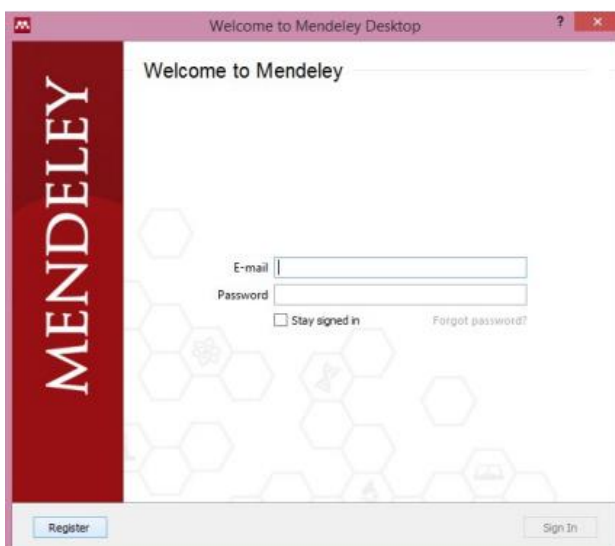 Welcome to Mendeley Desktop ?
MENDELEY
Welcome to Mendeley
E-mail
Password
Stay signed in Forgot password?
Register Sign In